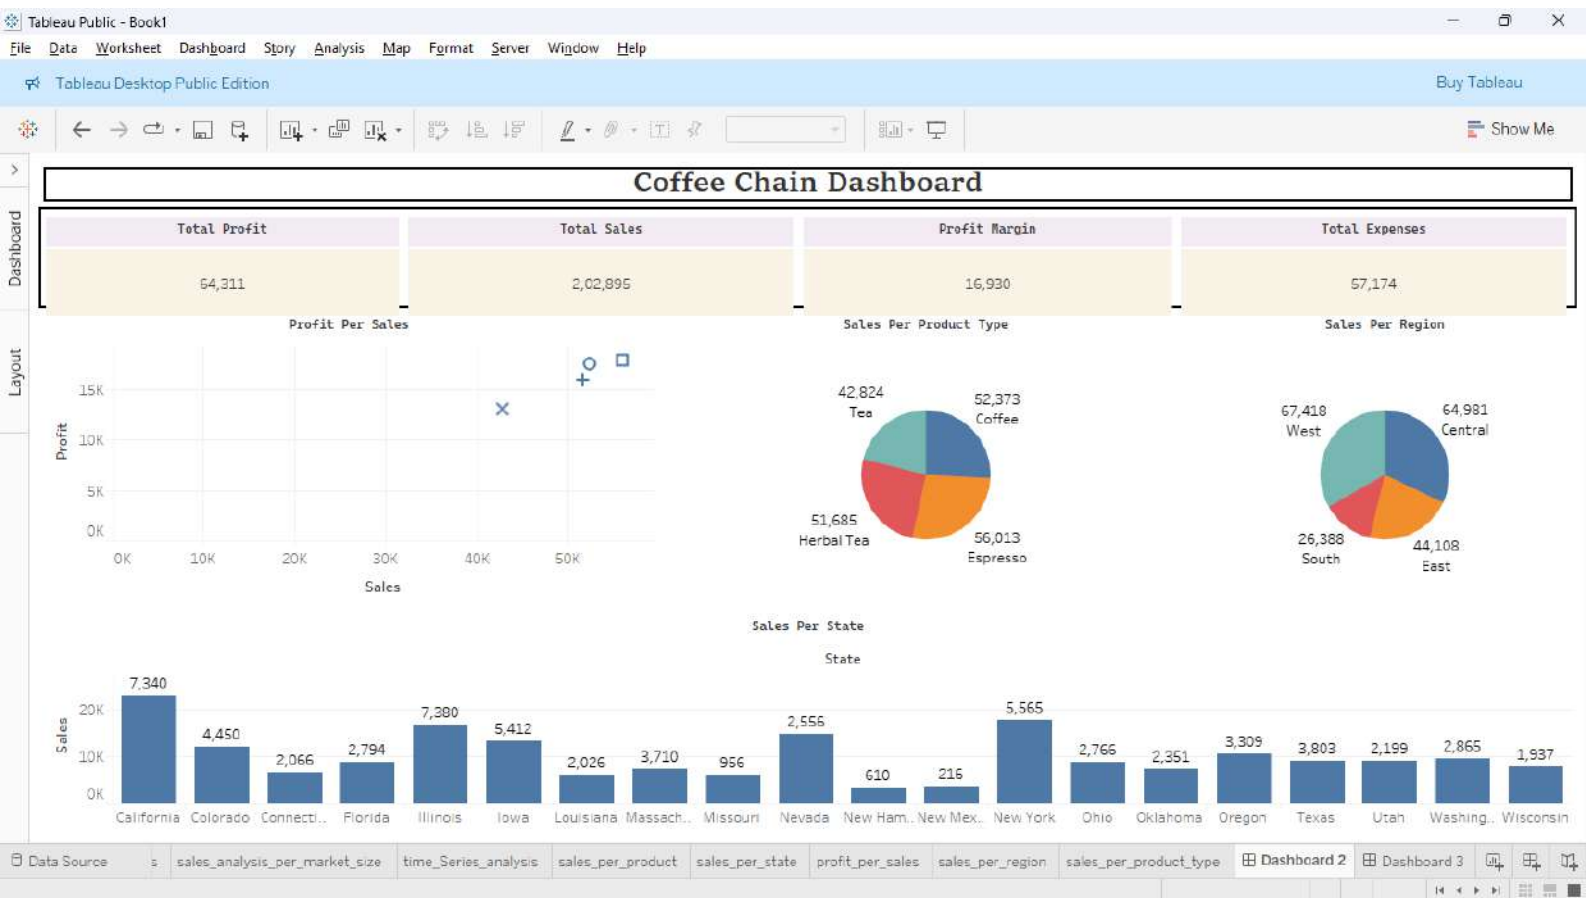 Tableau Public - Book1
File Data Worksheet Dashboard Story Analysis Map Format Server Window Help
Tableau Desktop Public Edition
Buy Tableau
Show Me
Dashboard
Layout
Coffee Chain Dashboard
Total Profit
64,311
Total Sales
2,02,895
Profit Margin
16,930
Total Expenses
57,174
Profit Per Sales
Profit
15K
10K
5K
0K
0K 10K 20K 30K 40K 50K
Sales
Sales Per Product Type
42,824
Tea
52,373
Coffee
51,685
Herbal Tea
56,013
Espresso
Sales Per Region
67,418
West
64,981
Central
26,388
South
44,108
East
Sales Per State
State
Sales
20K
10K
0K
7,340 4,450 2,066 2,794 7,380 5,412 2,026 3,710 956 2,556 610 216 5,565 2,766 2,351 3,309 3,803 2,199 2,865 1,937
California Colorado Connecti.. Florida Illinois Iowa Louisiana Massach.. Missouri Nevada New Ham.. New Mex.. New York Ohio Oklahoma Oregon Texas Utah Washing.. Wisconsin
Data Source s sales_analysis_per_market_size time_Series_analysis sales_per_product sales_per_state profit_per_sales sales_per_region sales_per_product_type Dashboard 2 Dashboard 3